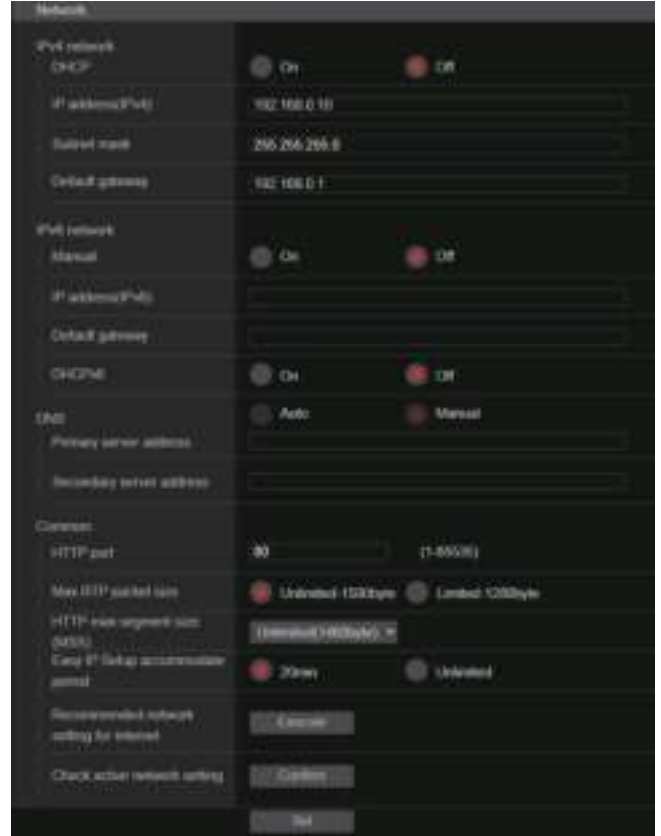 Network
IPv4 network
DHCP On Off
IP address(IPv4) 192.168.0.10
Subnet mask 255.255.255.0
Default gateway 192.168.0.1
IPv6 network
Manual On Off
IP address(IPv6)
Default gateway
DHCPv6 On Off
DNS Auto Manual
Primary server address
Secondary server address
Common
HTTP port 80 (1-65535)
Max RTP packet size Unlimited 1500byte Limited 1280byte
HTTP max segment size
(MSS) Unlimited(1460byte)
Easy IP Setup accommodate
period 20min Unlimited
Recommended network
setting for internet Execute
Check active network setting Confirm
Set